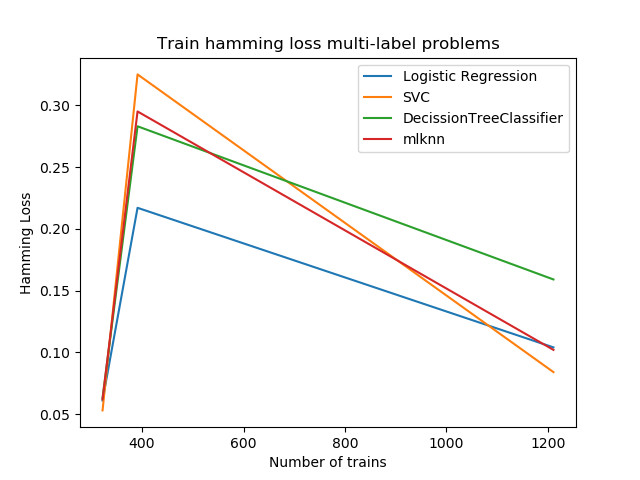 Train hamming loss multi-label problems
Logistic Regression
SVC
DecissionTreeClassifier
mlknn
Hamming Loss
0.30
0.25
0.20
0.15
0.10
0.05
400
600
800
1000
1200
Number of trains